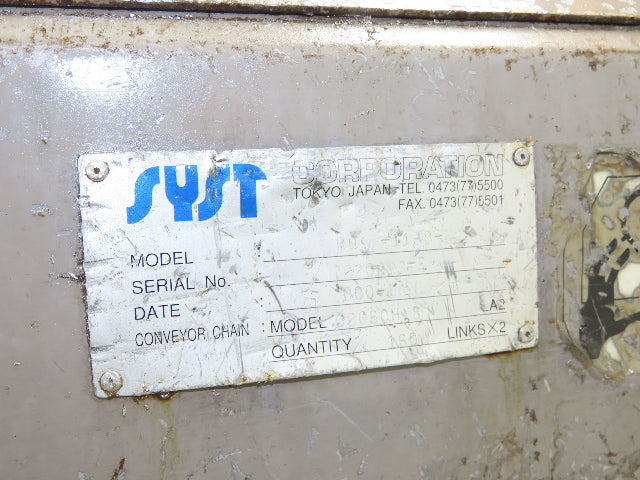 SYST CORPORATION
TOKYO JAPAN TEL. 0473(77)5500
FAX. 0473(77)5501
MODEL
SERIAL No.
DATE
CONVEYOR CHAIN : MODEL LA2
QUANTITY LINKS×2